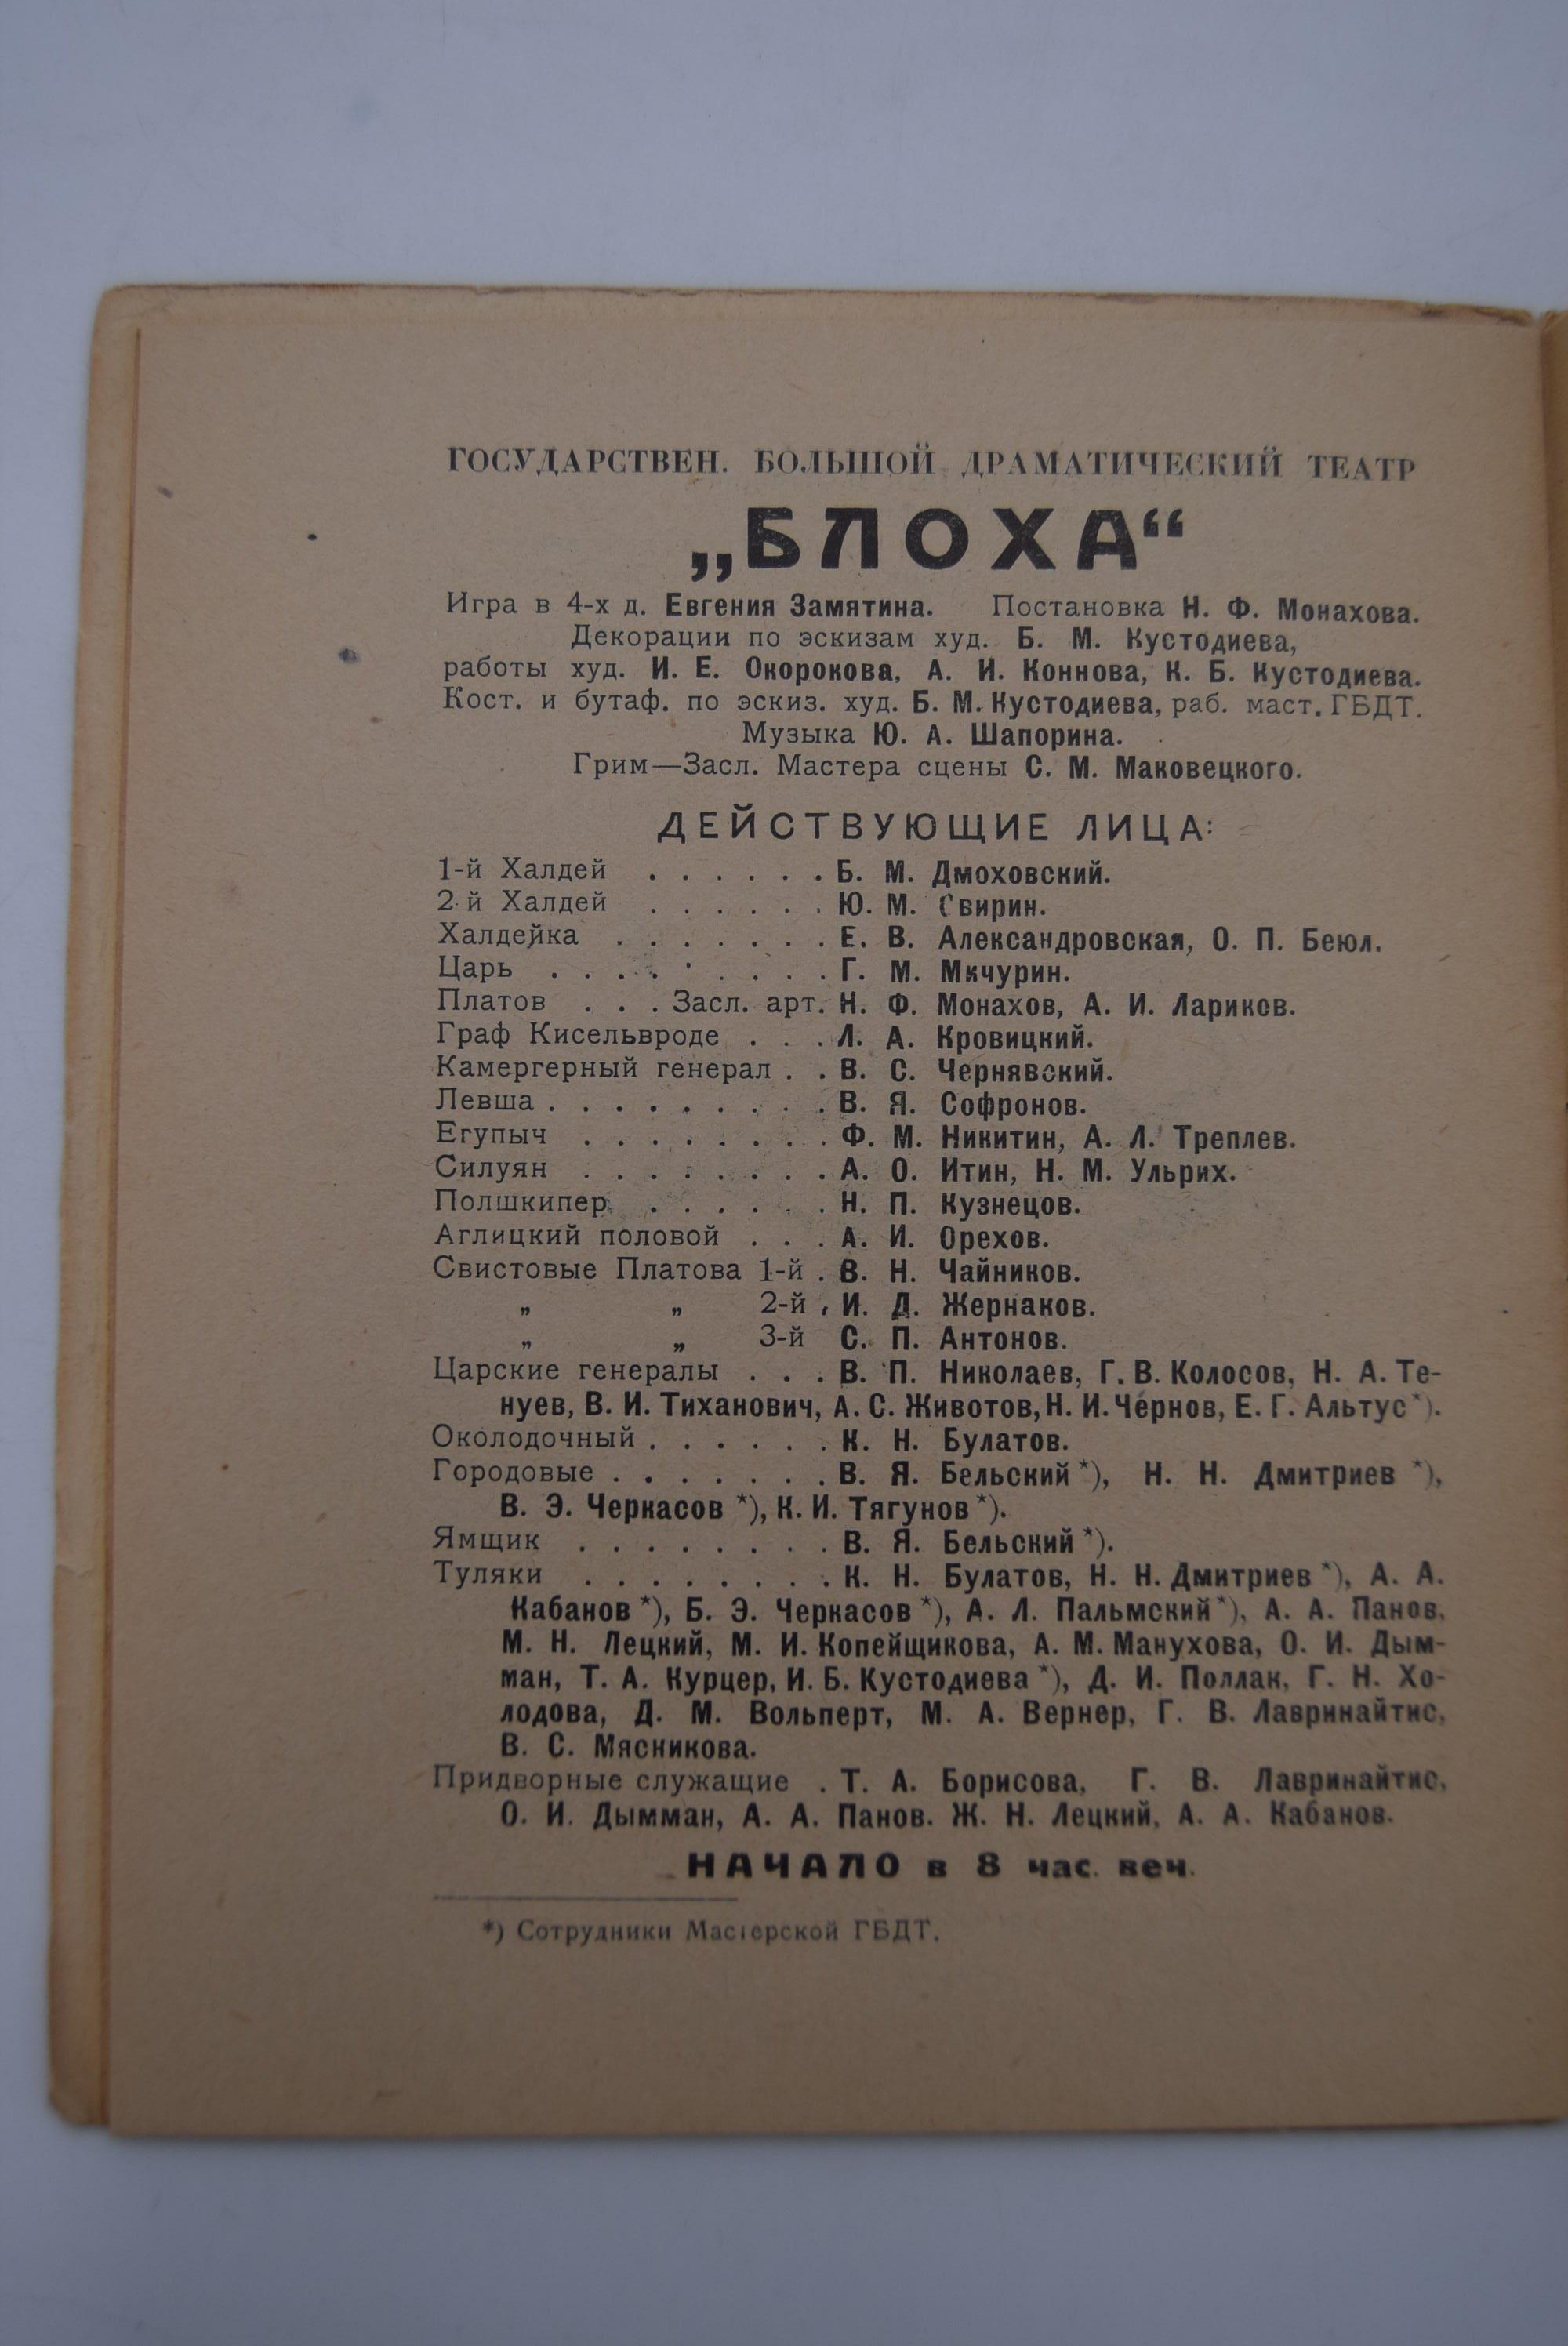 ГОСУДАРСТВЕН. БОЛЬШОЙ ДРАМАТИЧЕСКИЙ ТЕАТР
„БЛОХА“
Игра в 4-х д. Евгения Замятина. Постановка Н. Ф. Монахова.
Декорации по эскизам худ. Б. М. Кустодиева,
работы худ. И. Е. Окорокова, А. И. Коннова, К. Б. Кустодиева.
Кост. и бутаф. по эскиз. худ. Б. М. Кустодиева, раб. маст. ГБДТ.
Музыка Ю. А. Шапорина.
Грим—Засл. Мастера сцены С. М. Маковецкого.
ДЕЙСТВУЮЩИЕ ЛИЦА:
1-й Халдей . . . . . . Б. М. Дмоховский.
2-й Халдей . . . . . . Ю. М. Свирин.
Халдейка . . . . . . . Е. В. Александровская, О. П. Беюл.
Царь . . . . . . . . . Г. М. Мичурин.
Платов . . . Засл. арт. Н. Ф. Монахов, А. И. Лариков.
Граф Кисельвроде . . . Л. А. Кровицкий.
Камергерный генерал . . В. С. Чернявский.
Левша . . . . . . . . . В. Я. Софронов.
Егупыч . . . . . . . . Ф. М. Никитин, А. Л. Треплев.
Силуян . . . . . . . . А. О. Итин, Н. М. Ульрих.
Полшкипер . . . . . . Н. П. Кузнецов.
Аглицкий половой . . . А. И. Орехов.
Свистовые Платова 1-й . В. Н. Чайников.
„ „ 2-й . И. Д. Жернаков.
„ „ 3-й С. П. Антонов.
Царские генералы . . . В. П. Николаев, Г. В. Колосов, Н. А. Те-
нуев, В. И. Тиханович, А. С. Животов, Н. И. Чернов, Е. Г. Альтус *).
Околодочный . . . . . . К. Н. Булатов.
Городовые . . . . . . . В. Я. Бельский *), Н. Н. Дмитриев *),
В. Э. Черкасов *), К. И. Тягунов *).
Ямщик . . . . . . . . В. Я. Бельский *).
Туляки . . . . . . . . К. Н. Булатов, Н. Н. Дмитриев *), А. А.
Кабанов *), Б. Э. Черкасов *), А. Л. Пальмский *), А. А. Панов,
М. Н. Лецкий, М. И. Копейщикова, А. М. Манухова, О. И. Дым-
ман, Т. А. Курцер, И. Б. Кустодиева *), Д. И. Поллак, Г. Н. Хо-
лодова, Д. М. Вольперт, М. А. Вернер, Г. В. Лавринайтис,
В. С. Мясникова.
Придворные служащие . Т. А. Борисова, Г. В. Лавринайтис,
О. И. Дымман, А. А. Панов. Ж. Н. Лецкий, А. А. Кабанов.
НАЧАЛО в 8 час. веч.
*) Сотрудники Мастерской ГБДТ.